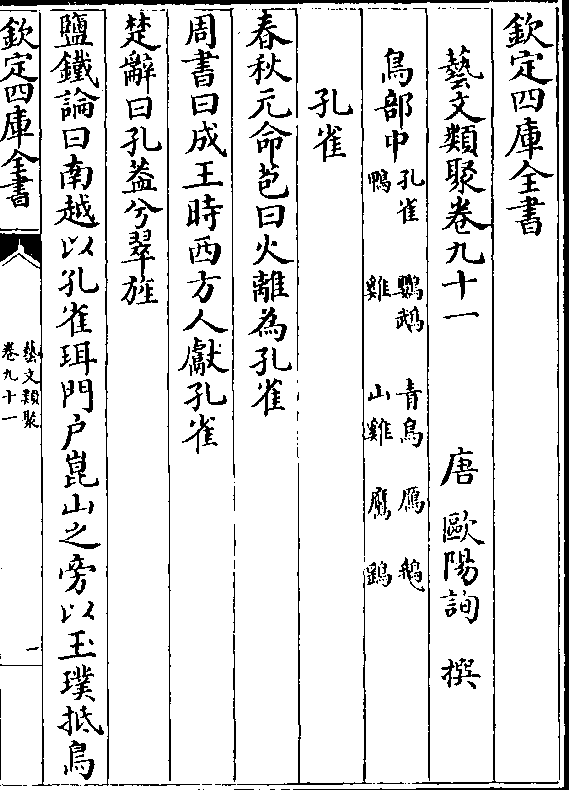 欽定四庫全書
藝文類聚卷九十一 唐 歐陽詢 撰
鳥部中 孔雀 鸚鵡 青鳥 鴈 鵝
鴨 雞 山雞 鷹 鷂
孔雀
春秋元命苞曰火離為孔雀
周書曰成王時西方人獻孔雀
楚辭曰孔葢兮翠旌
鹽鐵論曰南越以孔雀珥門户崑山之旁以玉璞抵鳥
欽定四庫全書
藝文類聚
卷九十一
一